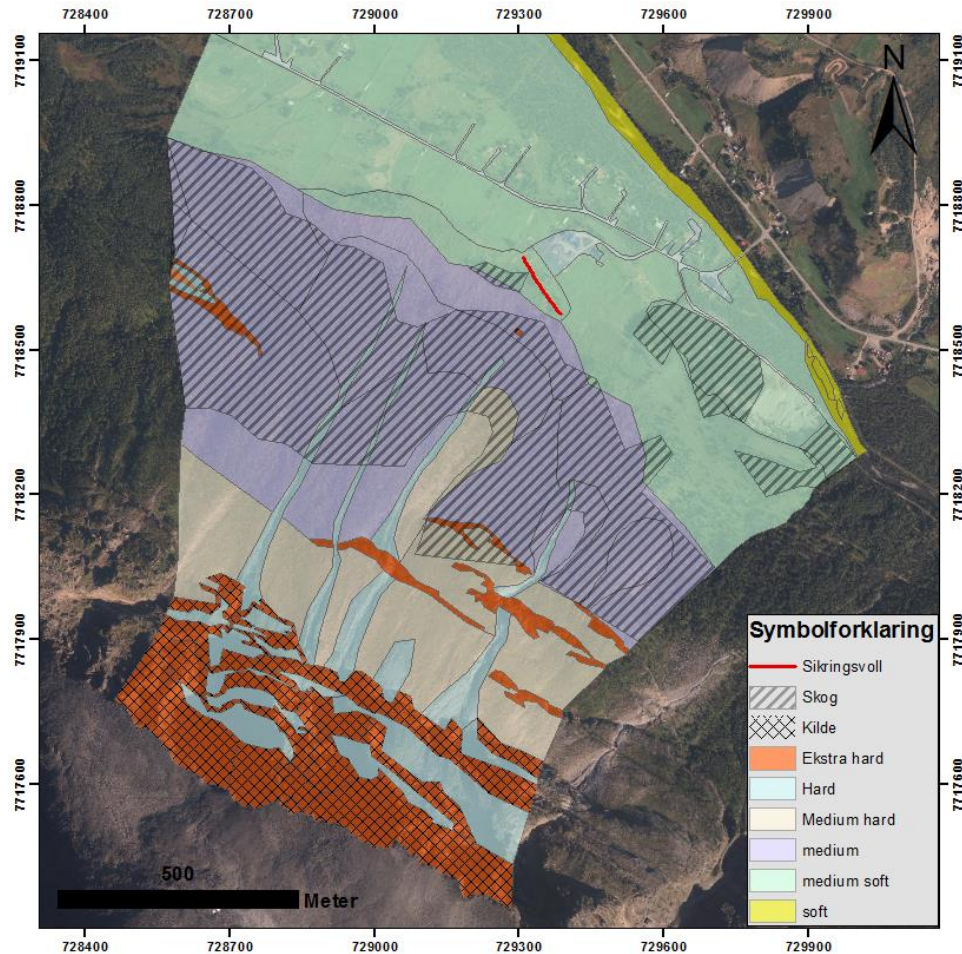 728400 728700 729000 729300 729600 729900
7719100 7719100
N
7718800 7718800
7718500 7718500
7718200 7718200
7717900 7717900
7717600 7717600
Symbolforklaring
Sikringsvoll
Skog
Kilde
Ekstra hard
Hard
Medium hard
medium
medium soft
soft
500
Meter
728400 728700 729000 729300 729600 729900